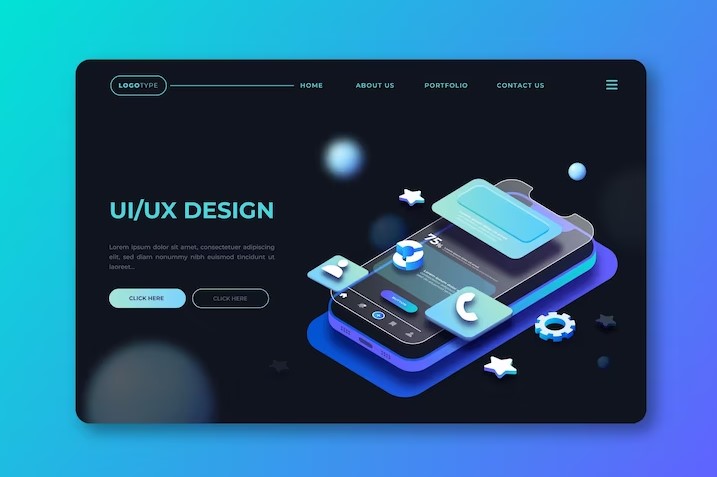 LOGOTYPE
HOME
ABOUT US
PORTFOLIO
CONTACT US
UI/UX DESIGN
Lorem ipsum dolor sit amet, consectetuer adipiscing
elit, sed diam nonummy nibh euismod tincidunt ut
laoreet...
CLICK HERE
CLICK HERE
75%